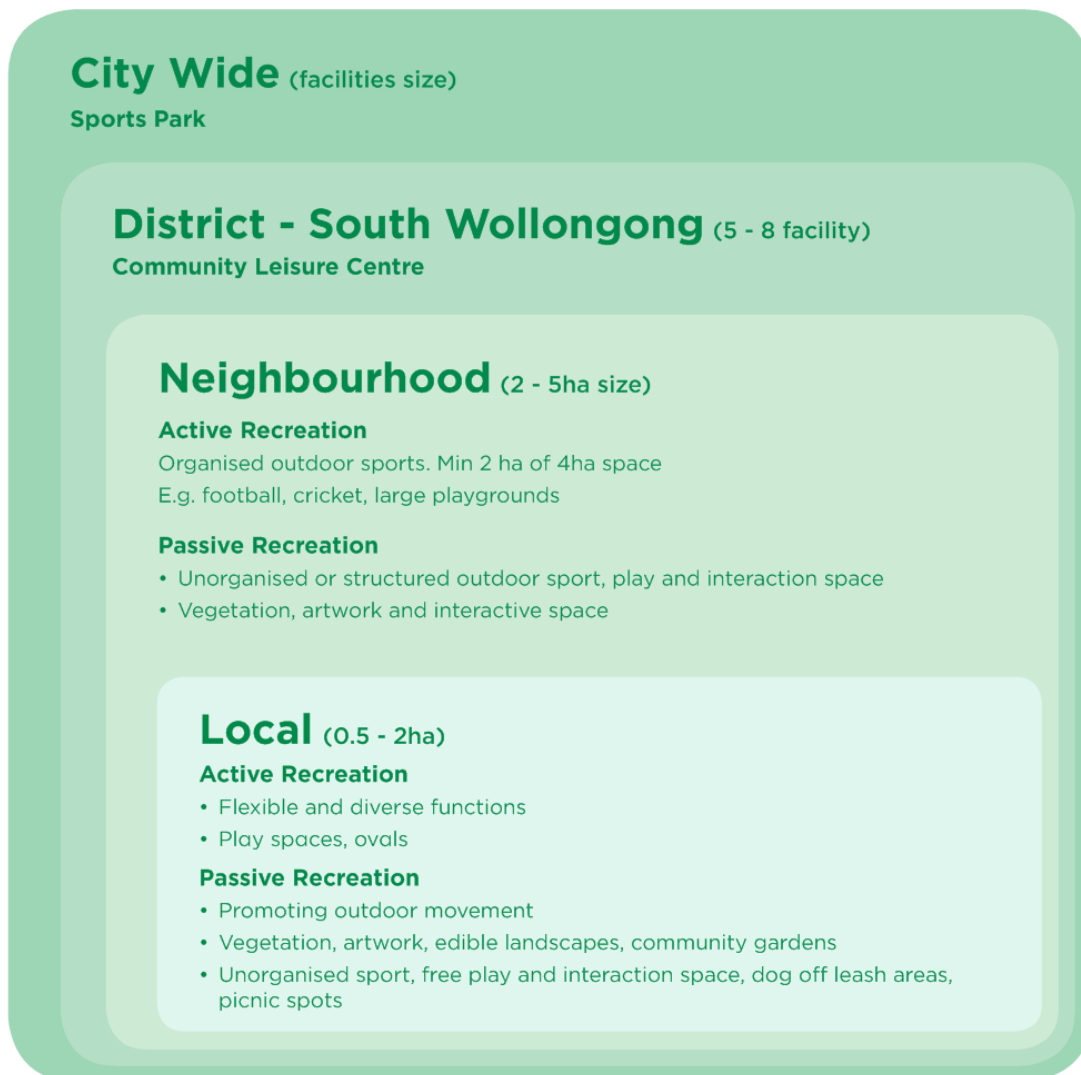 City Wide (facilities size)
Sports Park
District - South Wollongong (5 - 8 facility)
Community Leisure Centre
Neighbourhood (2 - 5ha size)
Active Recreation
Organised outdoor sports. Min 2 ha of 4ha space
E.g. football, cricket, large playgrounds
Passive Recreation
• Unorganised or structured outdoor sport, play and interaction space
• Vegetation, artwork and interactive space
Local (0.5 - 2ha)
Active Recreation
• Flexible and diverse functions
• Play spaces, ovals
Passive Recreation
• Promoting outdoor movement
• Vegetation, artwork, edible landscapes, community gardens
• Unorganised sport, free play and interaction space, dog off leash areas,
picnic spots